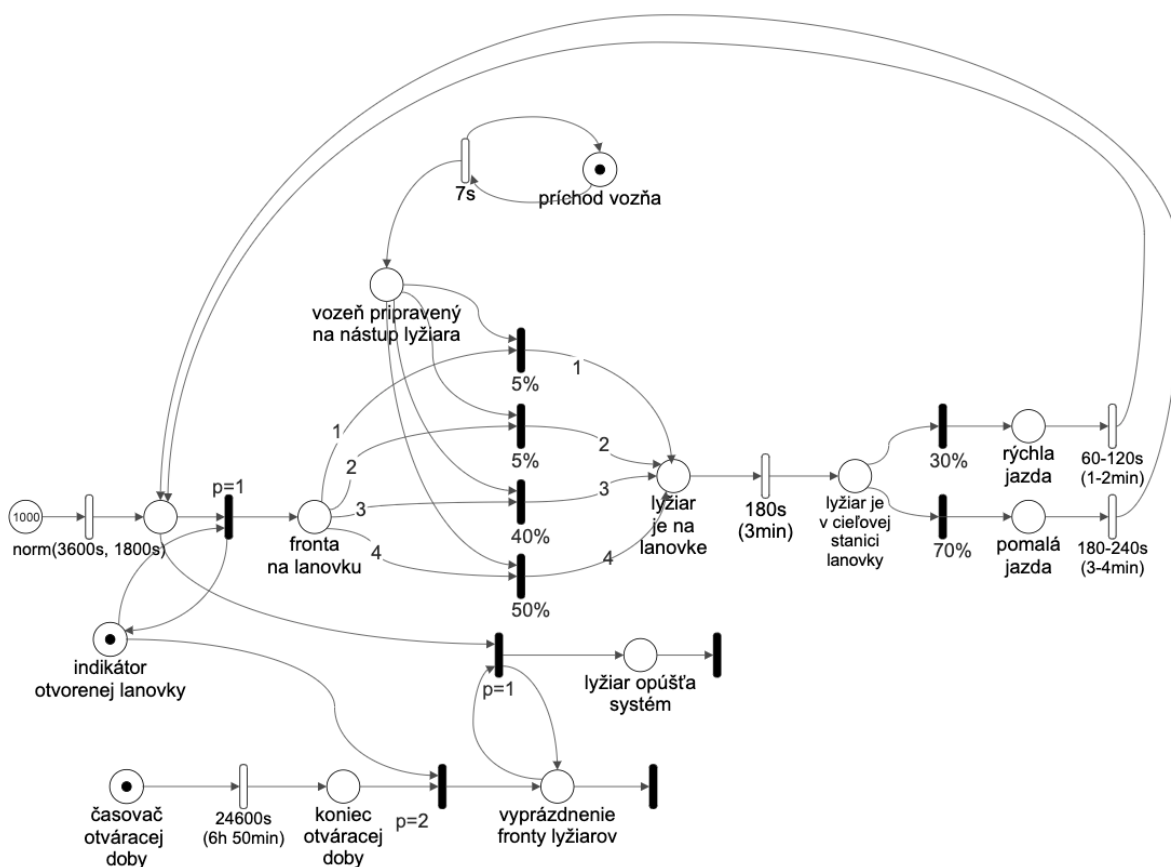 7s
príchod vozňa
vozeň pripravený
na nástup lyžiara
1
5%
1
2
5%
2
3
40%
3
4
50%
4
1000
norm(3600s, 1800s)
p=1
fronta
na lanovku
lyžiar
je na
lanovke
180s
(3min)
lyžiar je
v cieľovej
stanici
lanovky
30%
rýchla
jazda
60-120s
(1-2min)
70%
pomalá
jazda
180-240s
(3-4min)
indikátor
otvorenej lanovky
p=1
lyžiar opúšťa
systém
časovač
otváracej
doby
24600s
(6h 50min)
koniec
otváracej
doby
p=2
vyprázdnenie
fronty lyžiarov